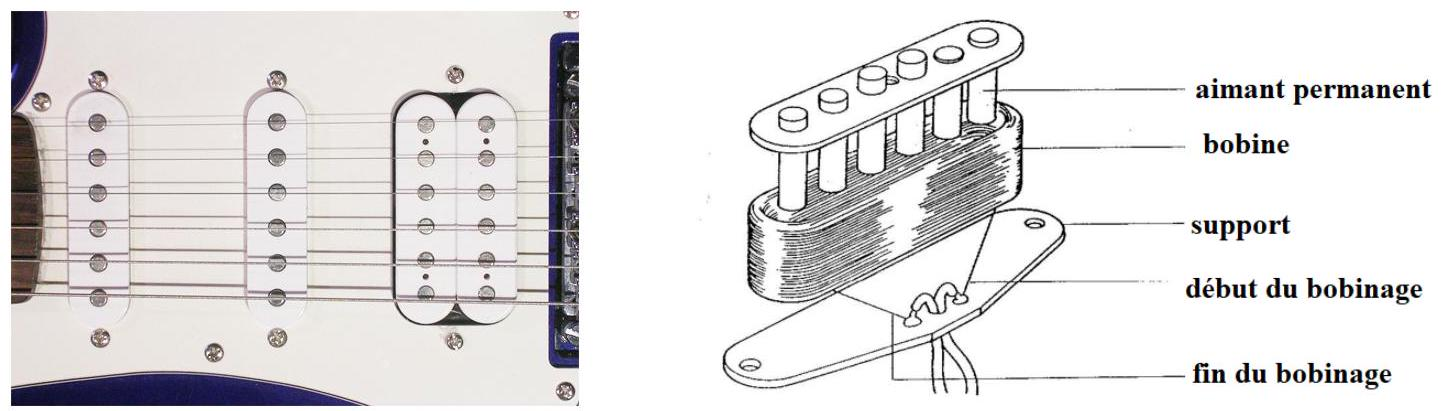 aimant permanent
bobine
support
début du bobinage
fin du bobinage